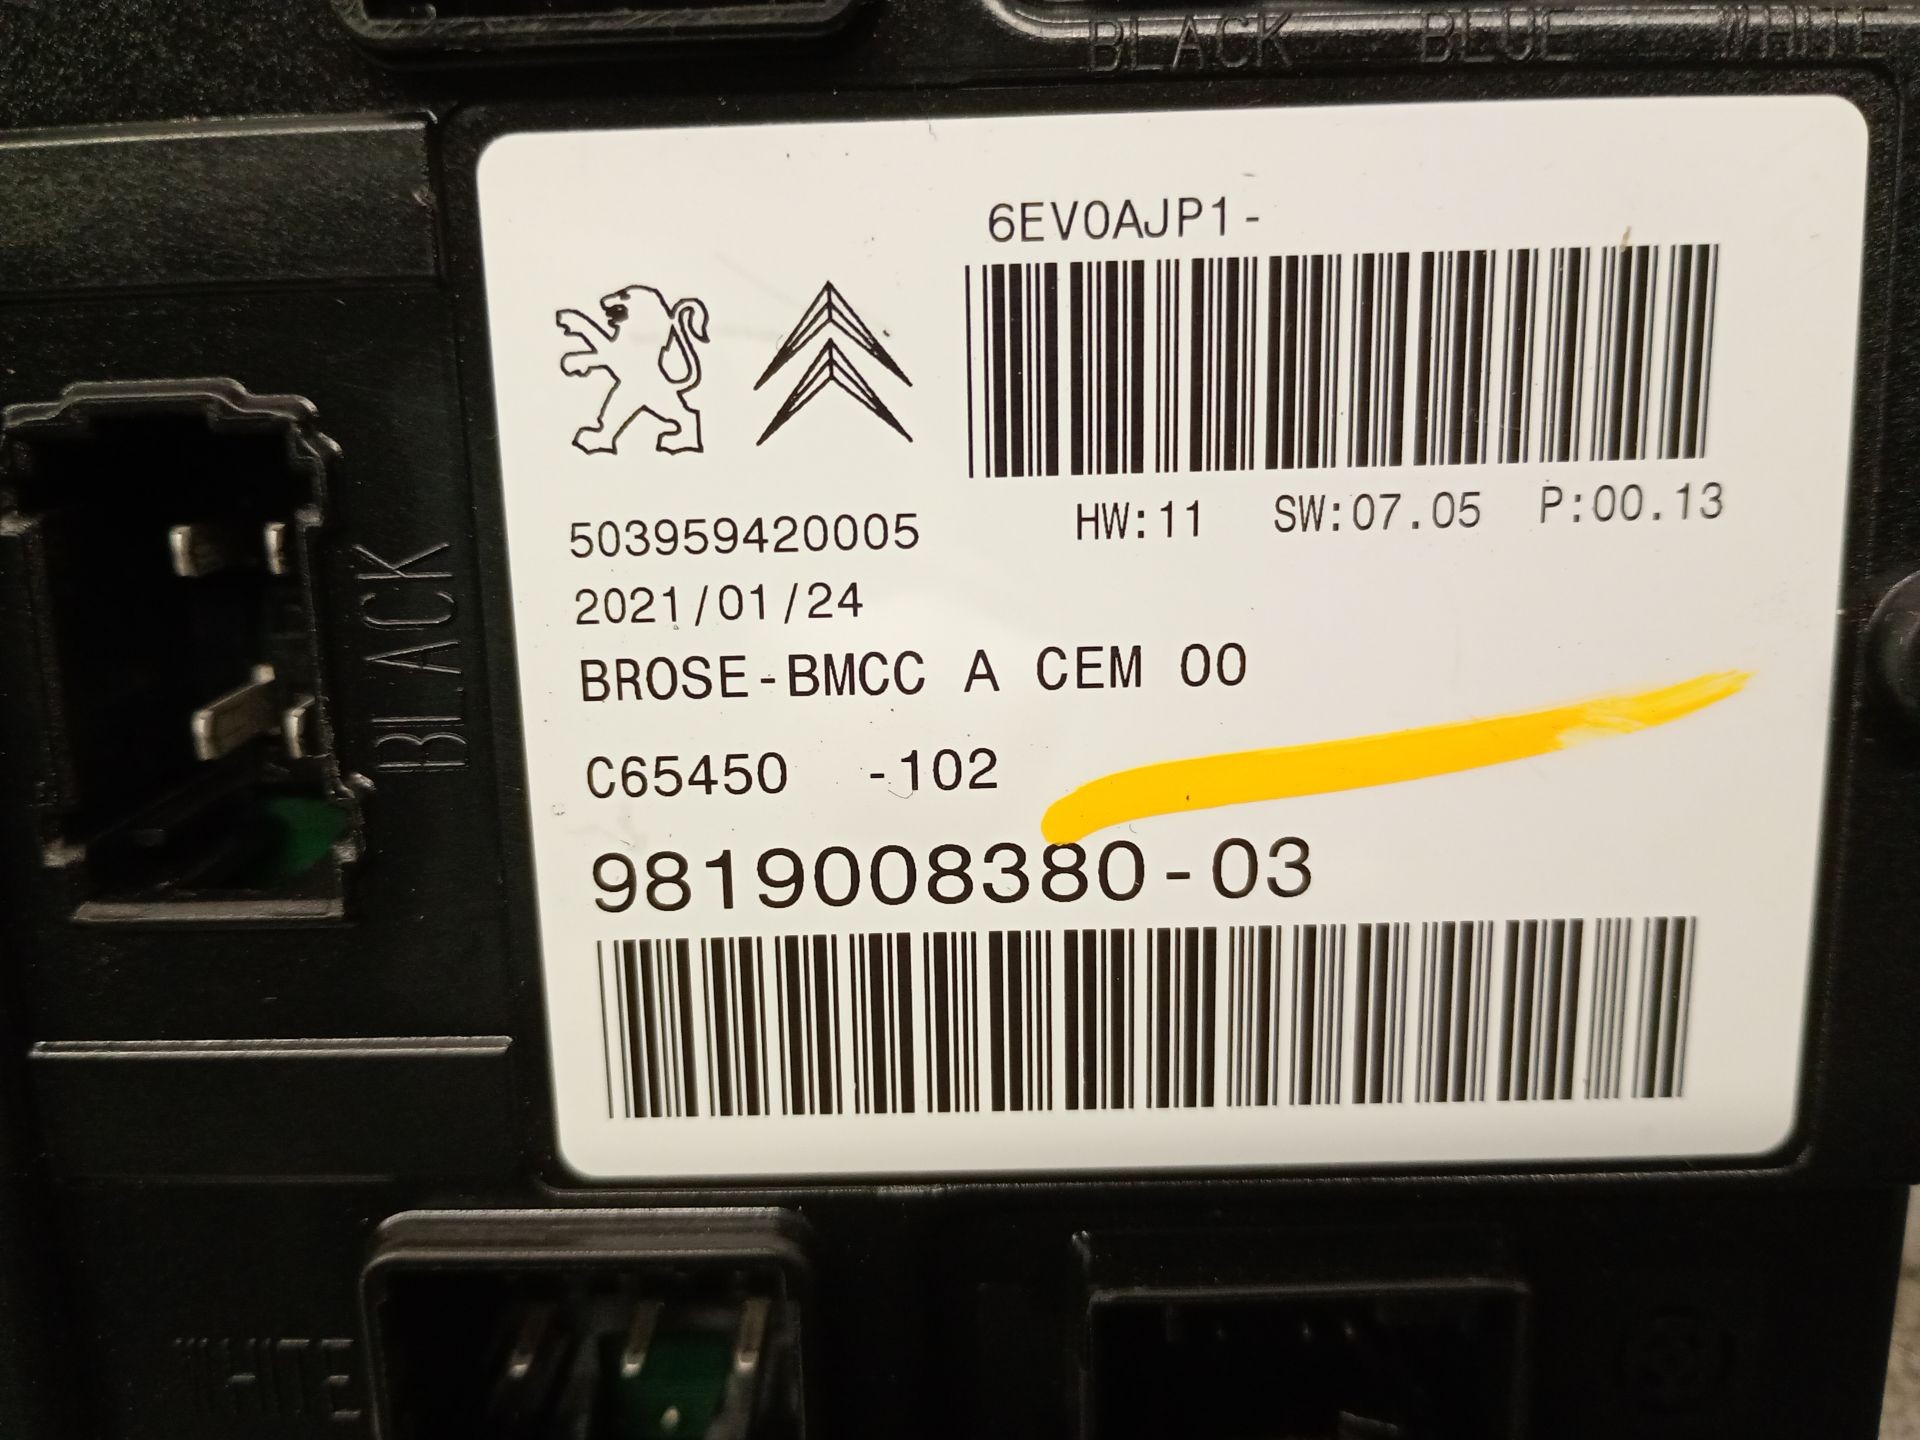 BLACK BLUE WHITE
6EV0AJP1-
HW:11 SW:07.05 P:00.13
503959420005
2021/01/24
BROSE-BMCC A CEM 00
C65450 -102
9819008380-03
BLACK
WHITE